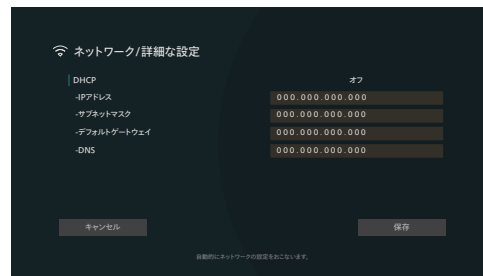 ネットワーク/詳細な設定
DHCP オフ
-IPアドレス 000.000.000.000
-サブネットマスク 000.000.000.000
-デフォルトゲートウェイ 000.000.000.000
-DNS 000.000.000.000
キャンセル 保存
自動的にネットワークの設定をおこないます。